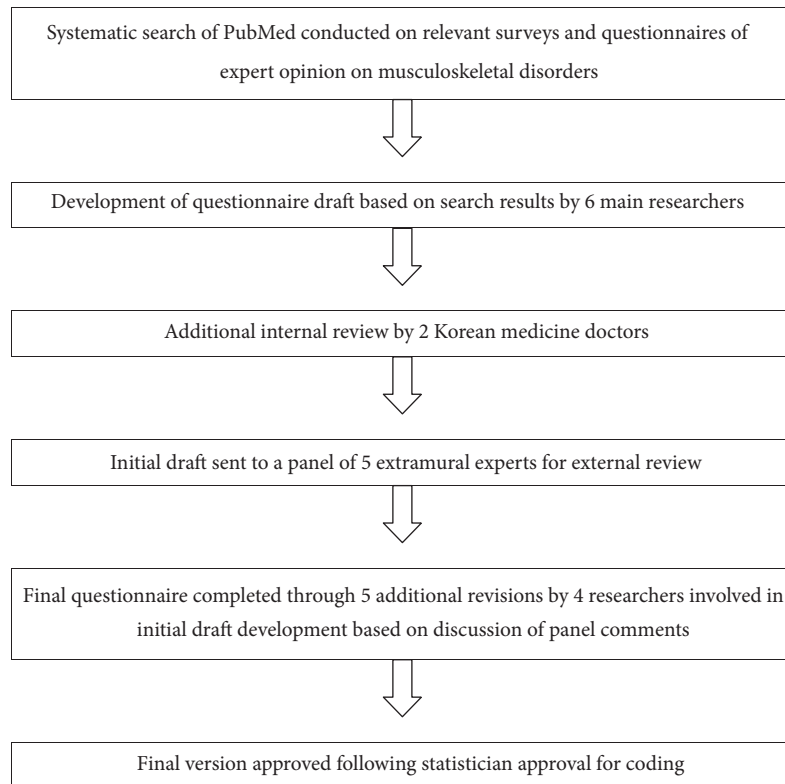 Systematic search of PubMed conducted on relevant surveys and questionnaires of
expert opinion on musculoskeletal disorders
Development of questionnaire draft based on search results by 6 main researchers
Additional internal review by 2 Korean medicine doctors
Initial draft sent to a panel of 5 extramural experts for external review
Final questionnaire completed through 5 additional revisions by 4 researchers involved in
initial draft development based on discussion of panel comments
Final version approved following statistician approval for coding